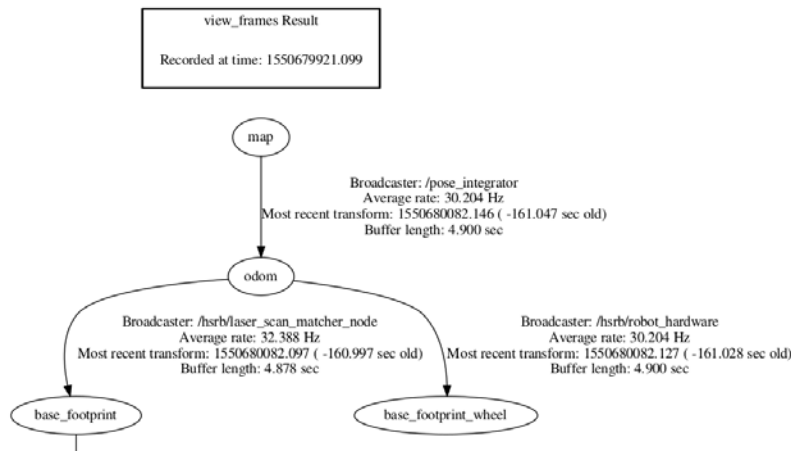 view_frames Result
Recorded at time: 1550679921.099
map
Broadcaster: /pose_integrator
Average rate: 30.204 Hz
Most recent transform: 1550680082.146 ( -161.047 sec old)
Buffer length: 4.900 sec
odom
Broadcaster: /hsrb/laser_scan_matcher_node
Average rate: 32.388 Hz
Most recent transform: 1550680082.097 ( -160.997 sec old)
Buffer length: 4.878 sec
Broadcaster: /hsrb/robot_hardware
Average rate: 30.204 Hz
Most recent transform: 1550680082.127 ( -161.028 sec old)
Buffer length: 4.900 sec
base_footprint
base_footprint_wheel